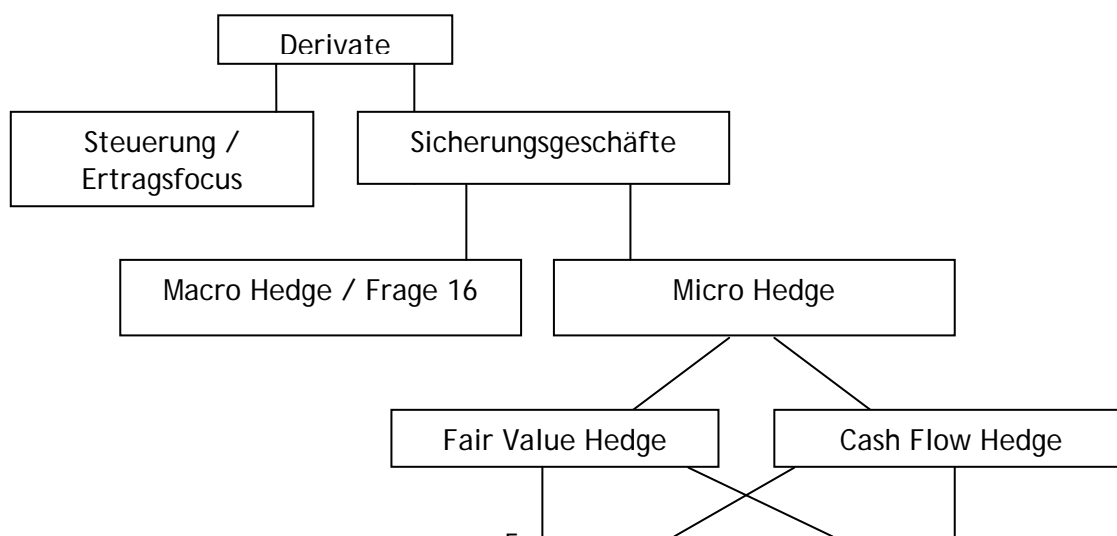 Derivate
Steuerung /
Ertragsfocus
Sicherungsgeschäfte
Macro Hedge / Frage 16
Micro Hedge
Fair Value Hedge
Cash Flow Hedge